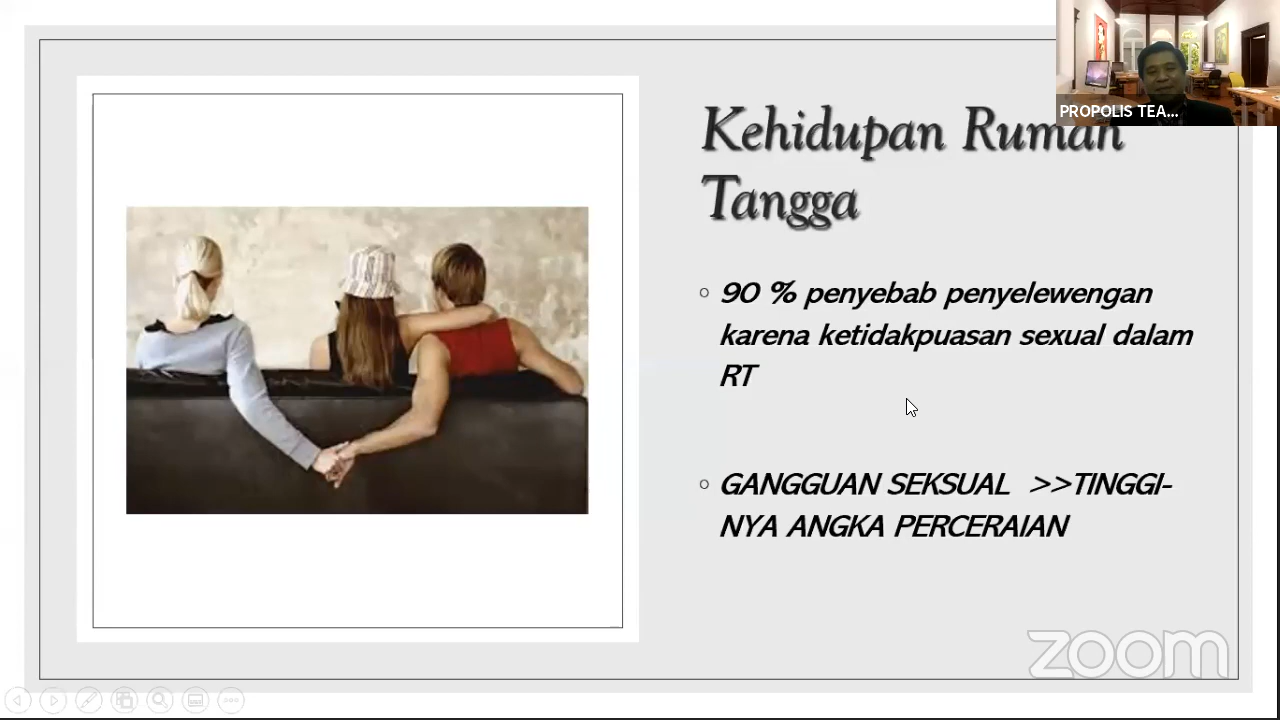 PROPOLIS TEA...
Kehidupan Rumah
Tangga
90 % penyebab penyelewengan
karena ketidakpuasan sexual dalam
RT
GANGGUAN SEKSUAL >>TINGGI-
NYA ANGKA PERCERAIAN
zoom